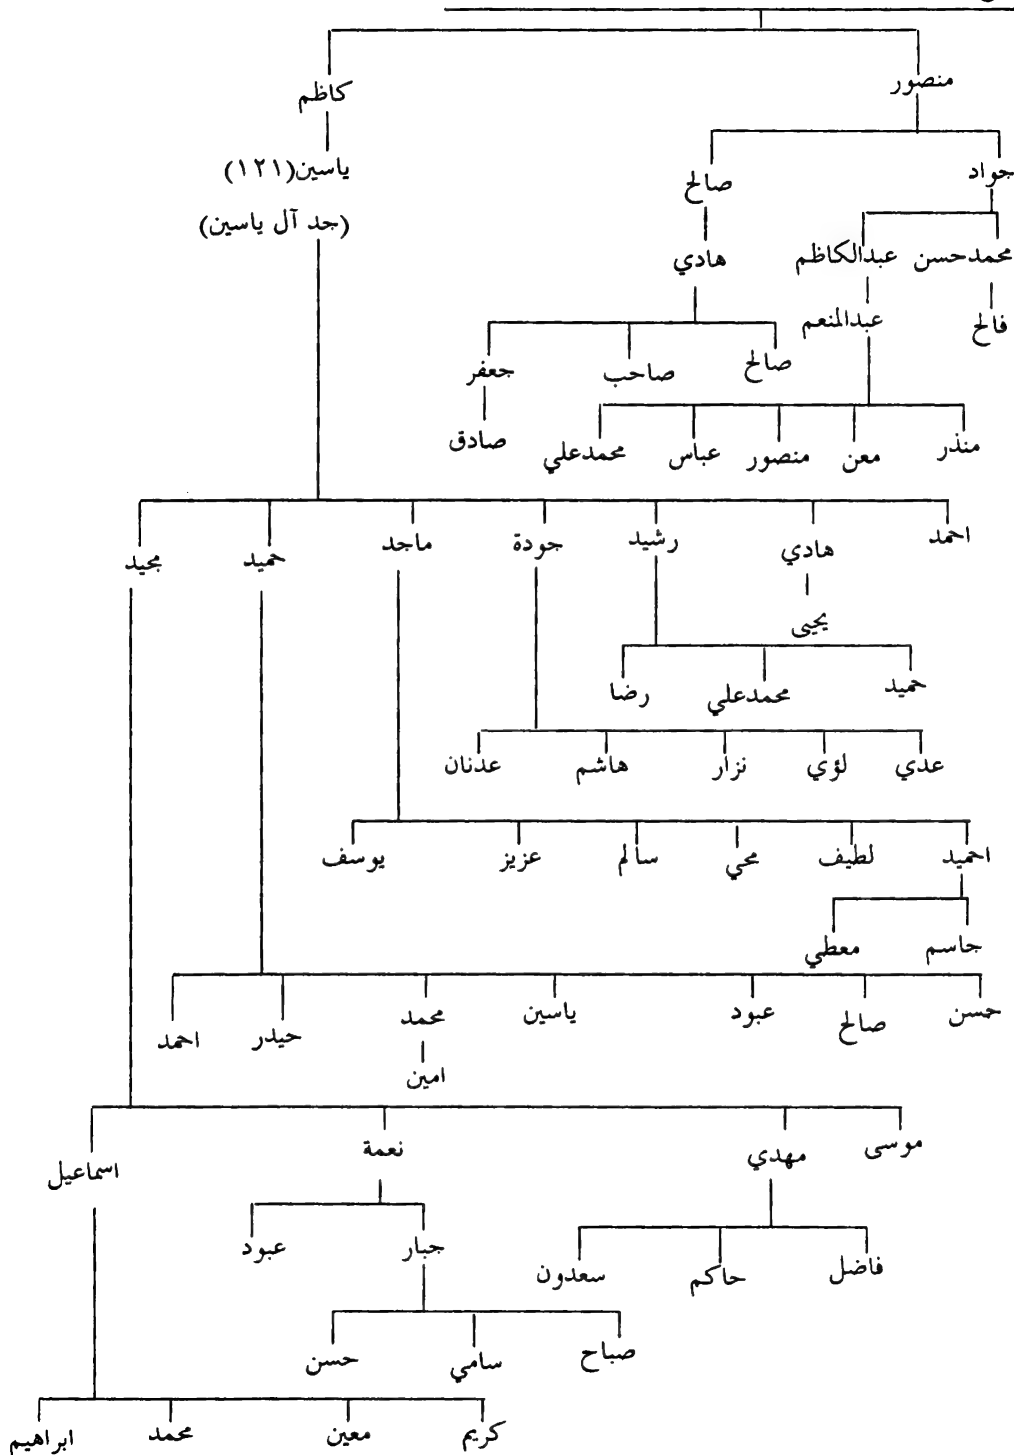 منصور كاظم
جواد صالح ياسين(١٢١)
(جد آل ياسين)
محمدحسن عبدالكاظم هادي
فالح عبدالمنعم
صالح صاحب جعفر
منذر معن منصور عباس محمدعلي صادق
احمد هادي رشيد جودة ماجد حميد مجيد
يحيى
حميد محمدعلي رضا
عدي لؤي نزار هاشم عدنان
احميد لطيف محي سالم عزيز يوسف
جاسم معطي
حسن صالح عبود ياسين محمد حيدر احمد
امين
موسى مهدي نعمة اسماعيل
جبار عبود
فاضل حاكم سعدون
صباح سامي حسن
كريم معين محمد ابراهيم